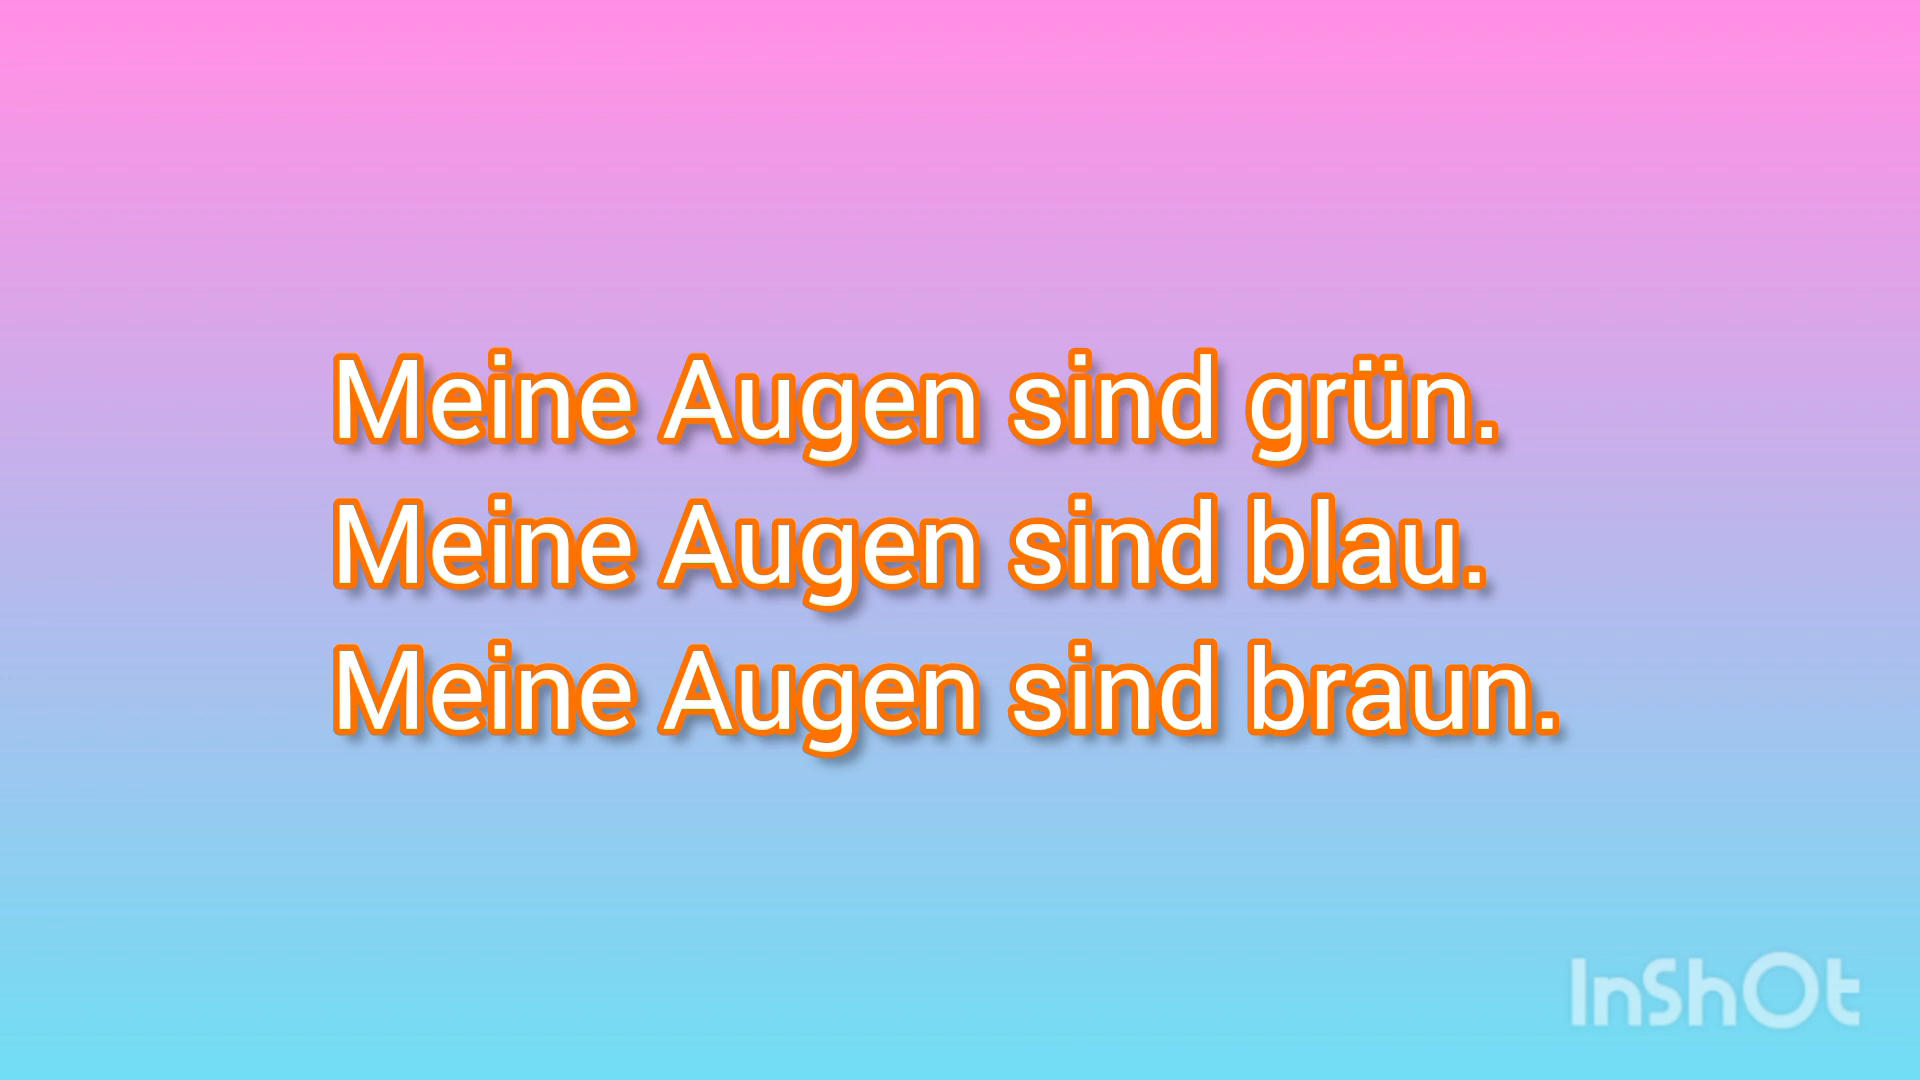 Meine Augen sind grün.
Meine Augen sind blau.
Meine Augen sind braun.
InShOt